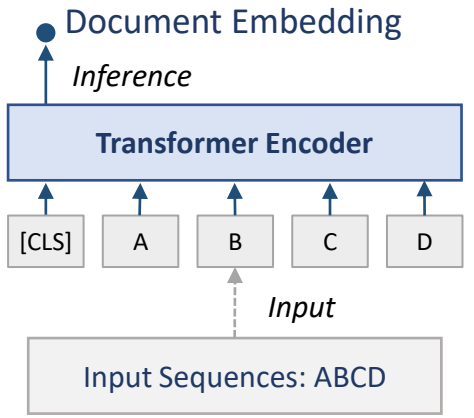 Document Embedding
Inference
Transformer Encoder
[CLS] A B C D
Input
Input Sequences: ABCD